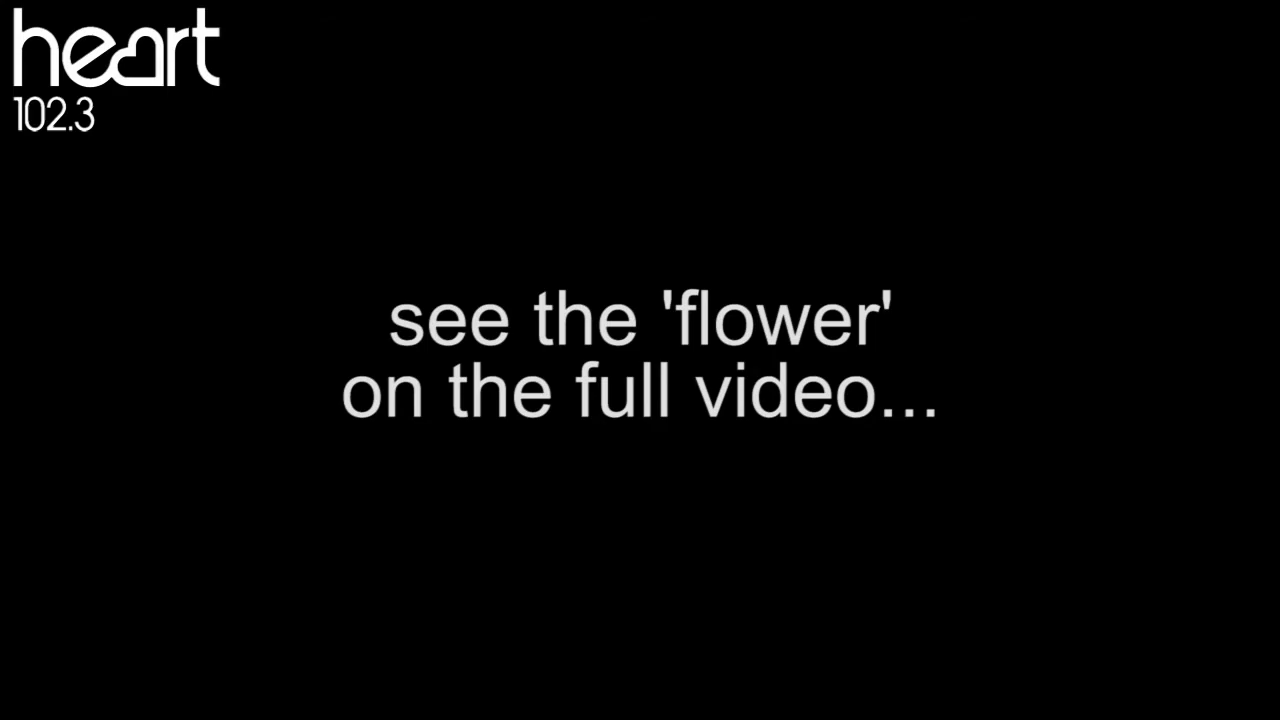 heart
102.3
see the 'flower'
on the full video...